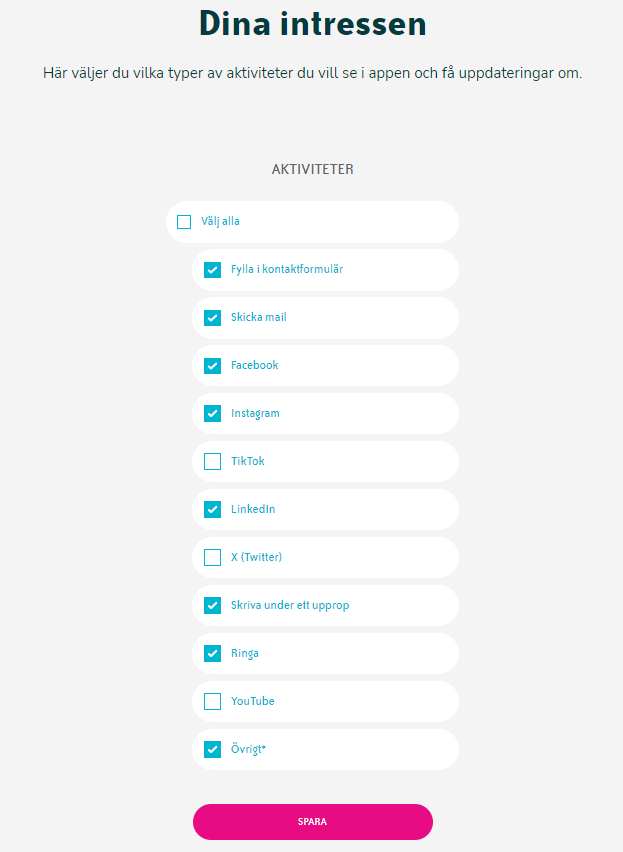 Dina intressen
Här väljer du vilka typer av aktiviteter du vill se i appen och få uppdateringar om.
AKTIVITETER
Välj alla
Fylla i kontaktformulär
Skicka mail
Facebook
Instagram
TikTok
LinkedIn
X (Twitter)
Skriva under ett upprop
Ringa
YouTube
Övrigt*
SPARA